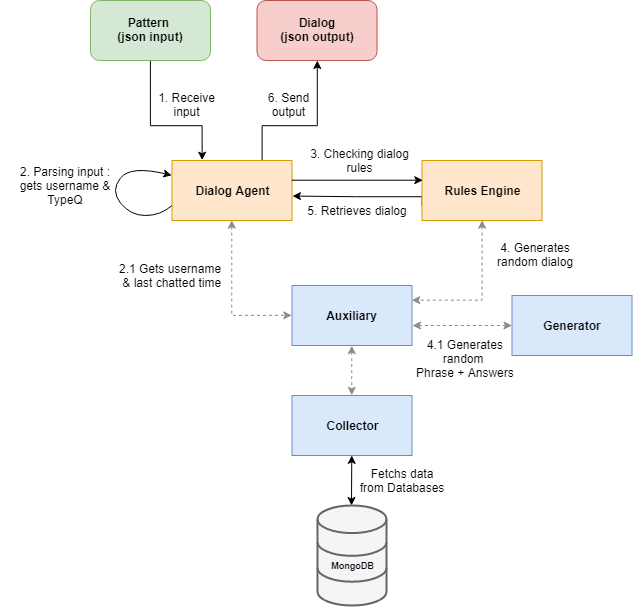 Pattern
(json input)
Dialog
(json output)
1. Receive
input
6. Send
output
2. Parsing input :
gets username &
TypeQ
Dialog Agent
3. Checking dialog
rules
5. Retrieves dialog
Rules Engine
2.1 Gets username
& last chatted time
4. Generates
random dialog
Auxiliary
Generator
4.1 Generates
random
Phrase + Answers
Collector
Fetchs data
from Databases
MongoDB